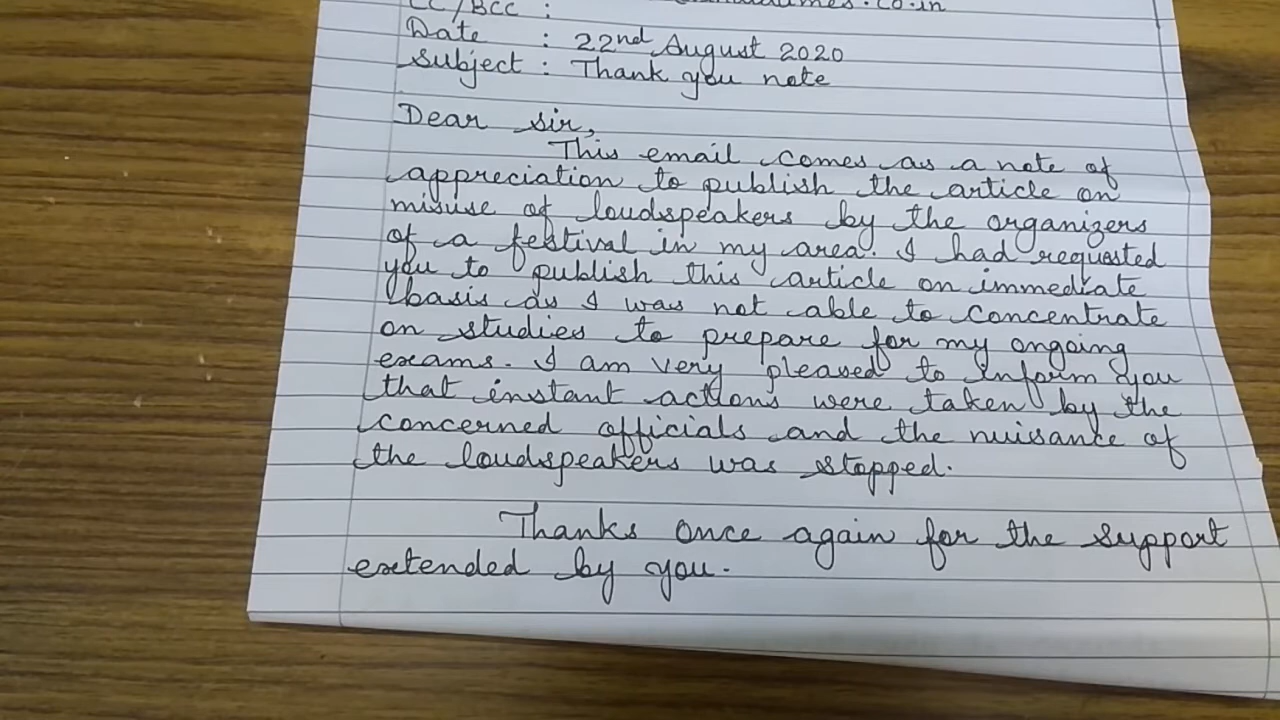 CC/BCC :
Date : 22nd August 2020
Subject : Thank you note
Dear Sir,
This email comes as a note of
appreciation to publish the article on
misuse of loudspeakers by the organizers
of a festival in my area. I had requested
you to publish this article on immediate
basis as I was not able to concentrate
on studies to prepare for my ongoing
exams. I am very pleased to inform you
that instant actions were taken by the
concerned officials and the nuisance of
the loudspeakers was stopped.
Thanks once again for the support
extended by you.